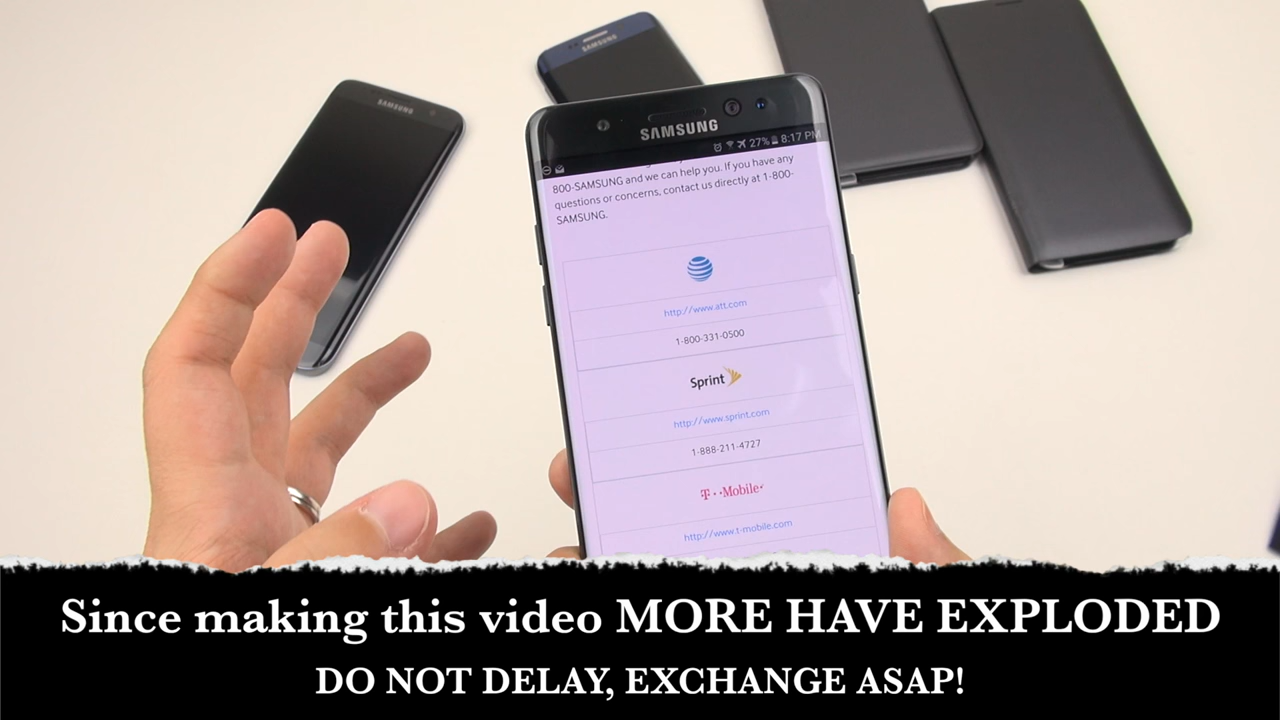 SAMSUNG
SAMSUNG
SAMSUNG
27% 8:17 PM
800-SAMSUNG and we can help you. If you have any
questions or concerns, contact us directly at 1-800-
SAMSUNG.
http://www.att.com
1-800-331-0500
Sprint
http://www.sprint.com
1-888-211-4727
T-Mobile
http://www.t-mobile.com
Since making this video MORE HAVE EXPLODED
DO NOT DELAY, EXCHANGE ASAP!